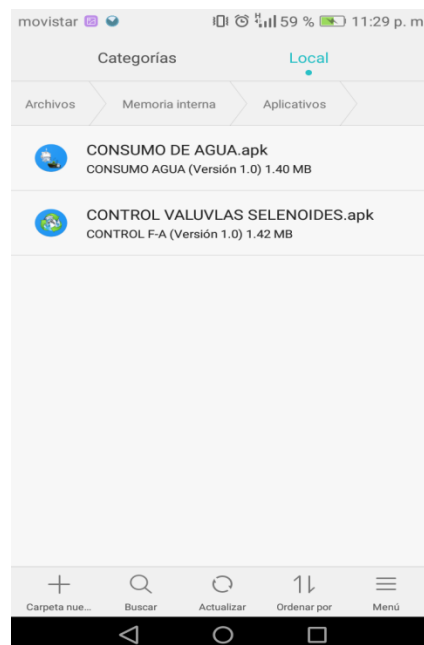 movistar 59 % 11:29 p. m
Categorías Local
Archivos Memoria interna Aplicativos
CONSUMO DE AGUA.apk
CONSUMO AGUA (Versión 1.0) 1.40 MB
CONTROL VALUVLAS SELENOIDES.apk
CONTROL F-A (Versión 1.0) 1.42 MB
Carpeta nue... Buscar Actualizar Ordenar por Menú